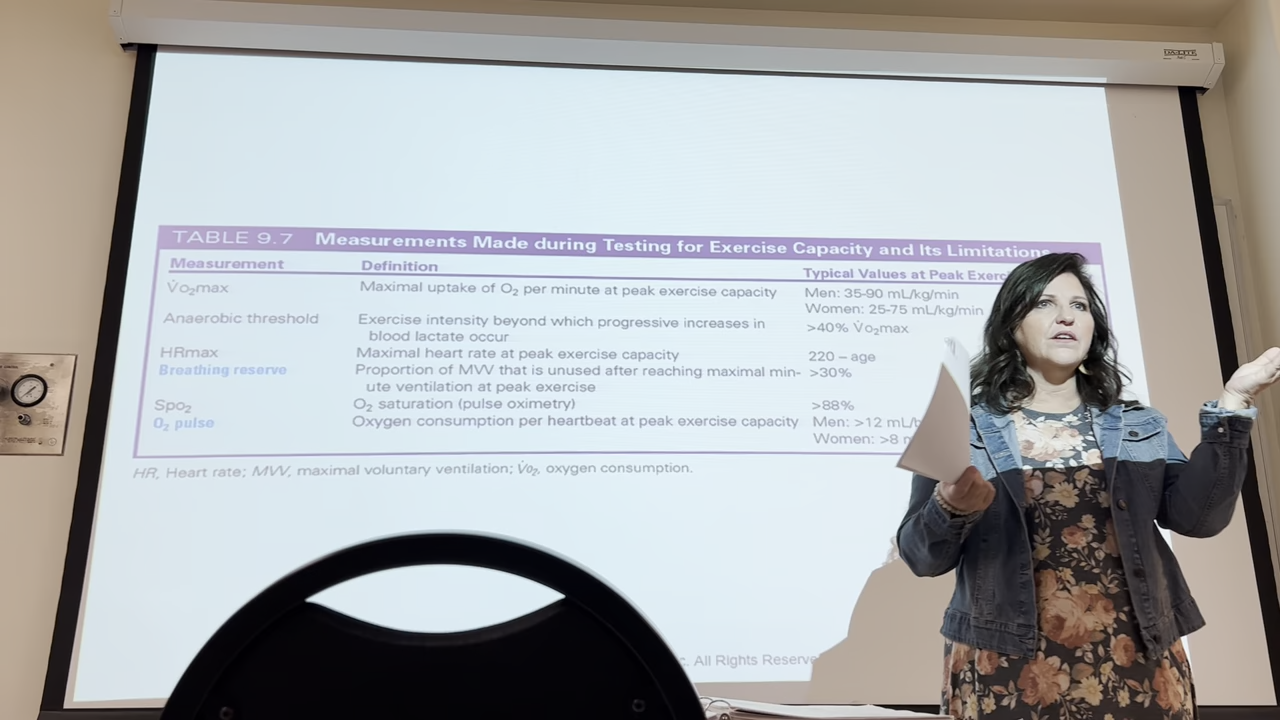 DA-LITE
TABLE 9.7 Measurements Made during Testing for Exercise Capacity and Its Limitations
Measurement Definition Typical Values at Peak
V̇o₂max Maximal uptake of O₂ per minute at peak exercise capacity Men: 35-90 mL/kg/min
Women: 25-75 mL/kg/min
Anaerobic threshold Exercise intensity beyond which progressive increases in >40% V̇o₂max
blood lactate occur
HRmax Maximal heart rate at peak exercise capacity 220 – age
Breathing reserve Proportion of MVV that is unused after reaching maximal min- >30%
ute ventilation at peak exercise
Spo₂ O₂ saturation (pulse oximetry) >88%
O₂ pulse Oxygen consumption per heartbeat at peak exercise capacity Men: >12 mL/
Women: >8
HR, Heart rate; MVV, maximal voluntary ventilation; V̇o₂, oxygen consumption.
All Rights